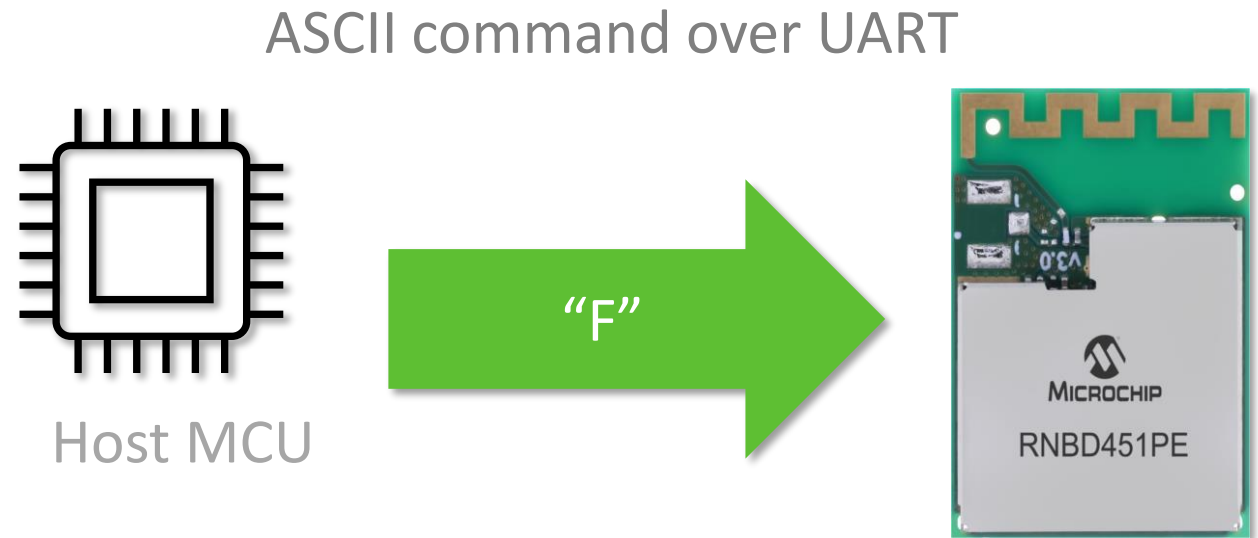 ASCII command over UART
“F”
Host MCU
v3.0
MICROCHIP
RNBD451PE